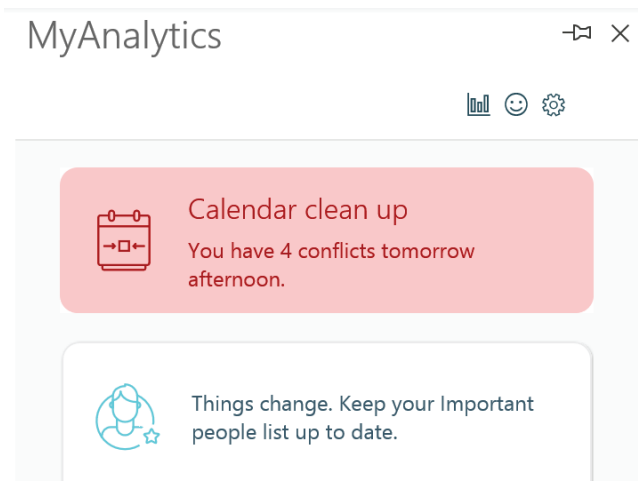 MyAnalytics
Calendar clean up
You have 4 conflicts tomorrow
afternoon.
Things change. Keep your Important
people list up to date.